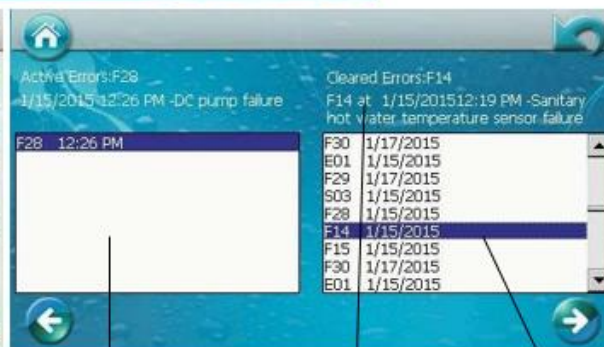 Active Errors:F28
1/15/2015 12:26 PM -DC pump failure
F28 12:26 PM
Cleared Errors:F14
F14 at 1/15/201512:19 PM -Sanitary
hot water temperature sensor failure
F30 1/17/2015
E01 1/15/2015
F29 1/17/2015
S03 1/15/2015
F28 1/15/2015
F14 1/15/2015
F15 1/15/2015
F30 1/17/2015
E01 1/15/2015